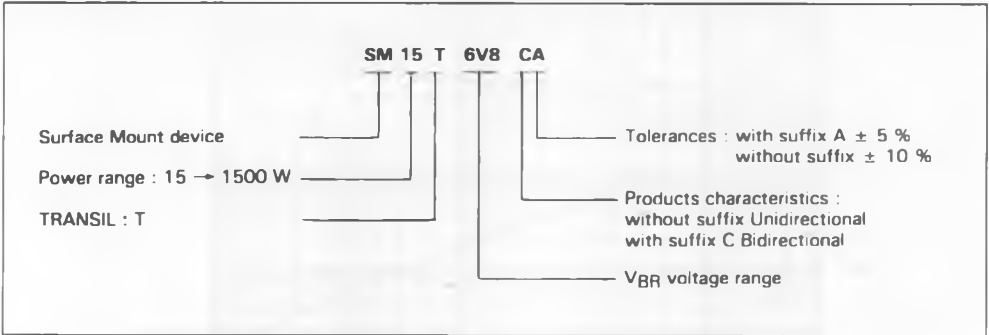 SM 15 T 6V8 CA
Surface Mount device
Power range : 15 → 1500 W
TRANSIL : T
Tolerances : with suffix A ± 5 %
without suffix ± 10 %
Products characteristics :
without suffix Unidirectional
with suffix C Bidirectional
VBR voltage range